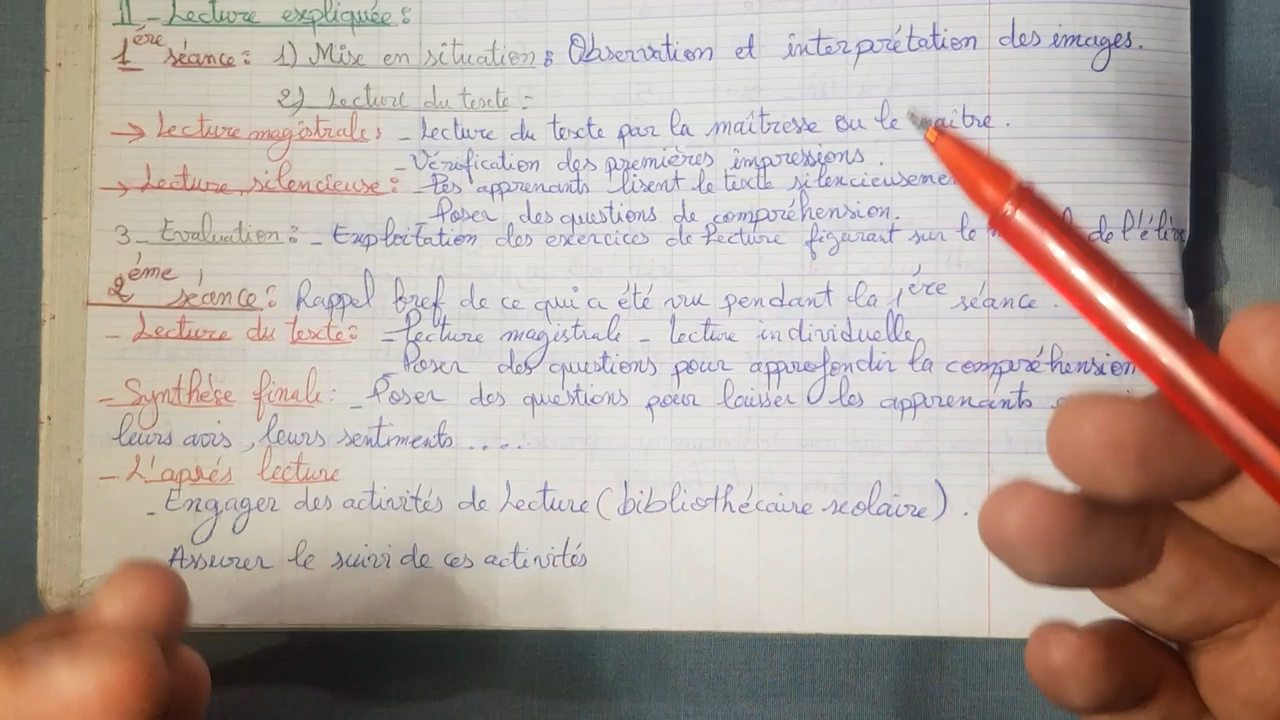 II - Lecture expliquée :
1ère séance : 1) Mise en situation : Observation et interprétation des images.
2) Lecture du texte :
→ Lecture magistrale : - Lecture du texte par la maîtresse ou le maître.
- Vérification des premières impressions.
→ Lecture silencieuse : - Les apprenants lisent le texte
Poser des questions de compréhension.
3 - Evaluation : - Exploitation des exercices de lecture figurant sur le de l'élève
2ème séance : Rappel bref de ce qui a été vu pendant la 1ère séance.
- Lecture du texte : - Lecture magistrale - lecture individuelle
Poser des questions pour approfondir la compréhension
- Synthèse finale : - Poser des questions pour laisser les apprenants
leurs avis, leurs sentiments .....
- L'après lecture
- Engager des activités de lecture (bibliothécaire scolaire).
Assurer le suivi de ces activités